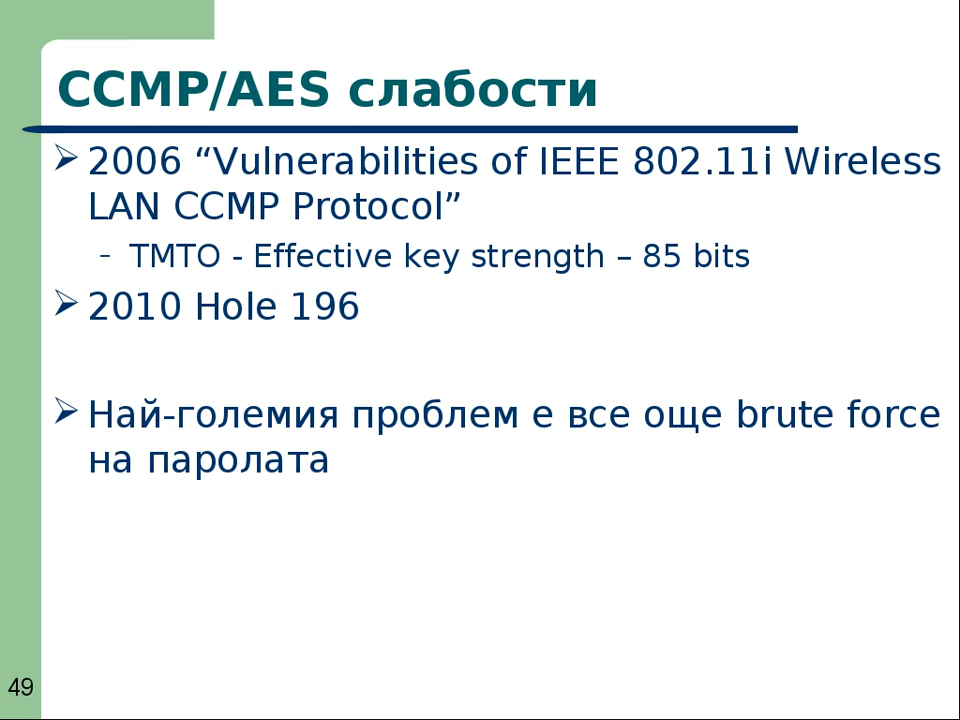 CCMP/AES слабости
2006 “Vulnerabilities of IEEE 802.11i Wireless
LAN CCMP Protocol”
– TMTO - Effective key strength – 85 bits
2010 Hole 196
Най-големия проблем е все още brute force
на паролата
49